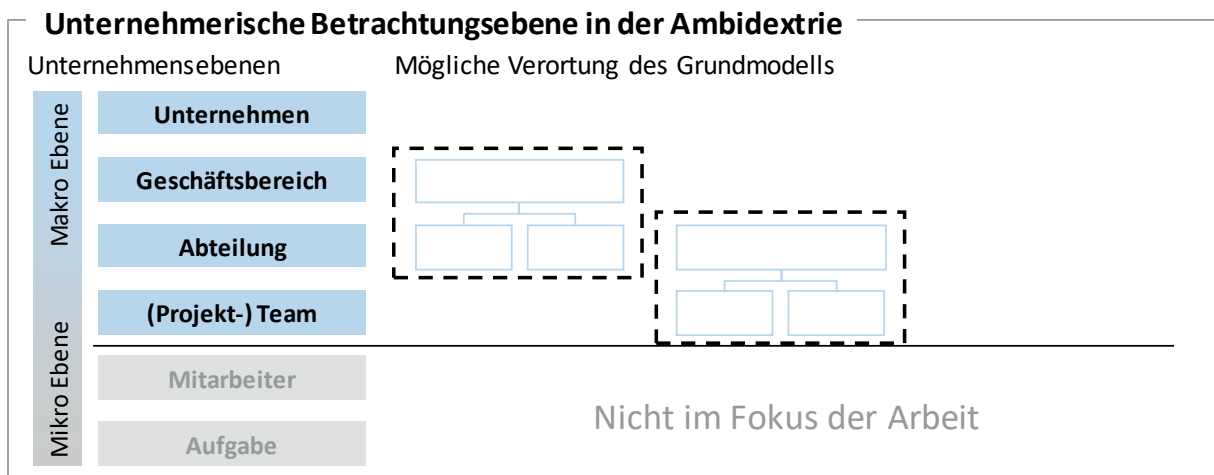 Unternehmerische Betrachtungsebene in der Ambidextrie
Unternehmensebenen
Mögliche Verortung des Grundmodells
Makro Ebene
Unternehmen
Geschäftsbereich
Abteilung
(Projekt-) Team
Mikro Ebene
Mitarbeiter
Aufgabe
Nicht im Fokus der Arbeit